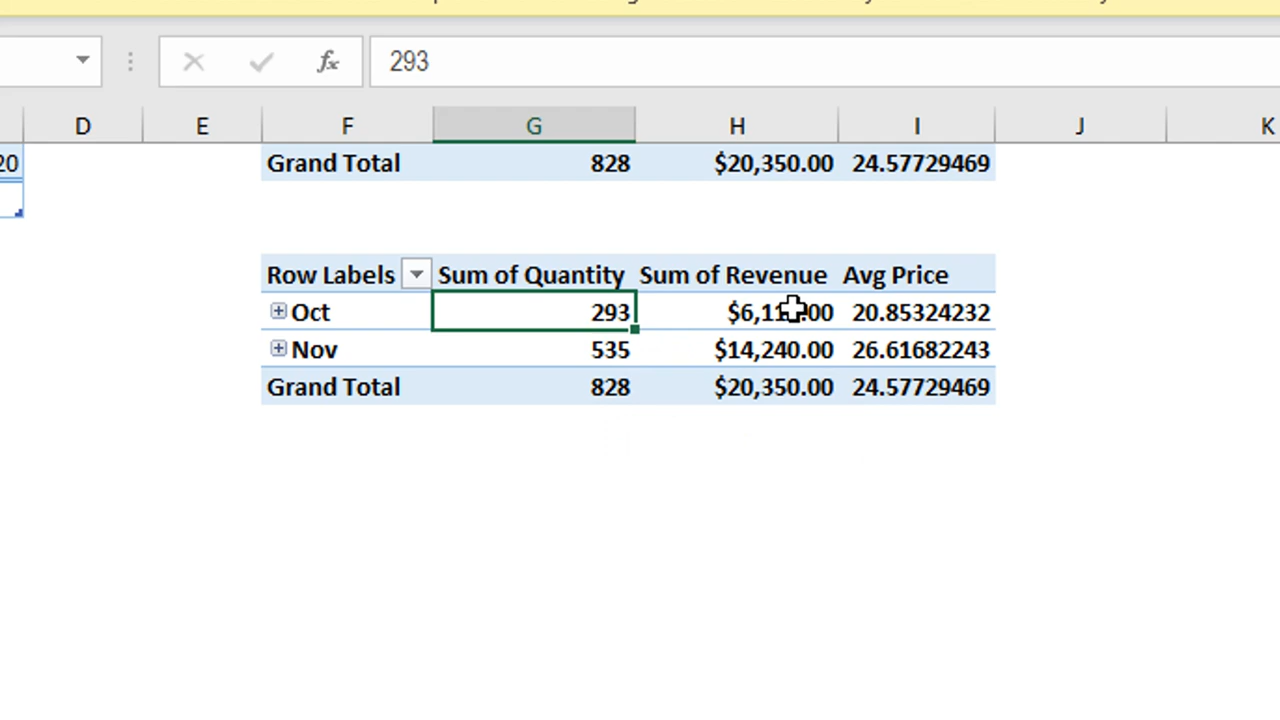 fx 293
D E F G H I J K
20 Grand Total 828 $20,350.00 24.57729469
Row Labels Sum of Quantity Sum of Revenue Avg Price
Oct 293 20.85324232
Nov 535 $14,240.00 26.61682243
Grand Total 828 $20,350.00 24.57729469